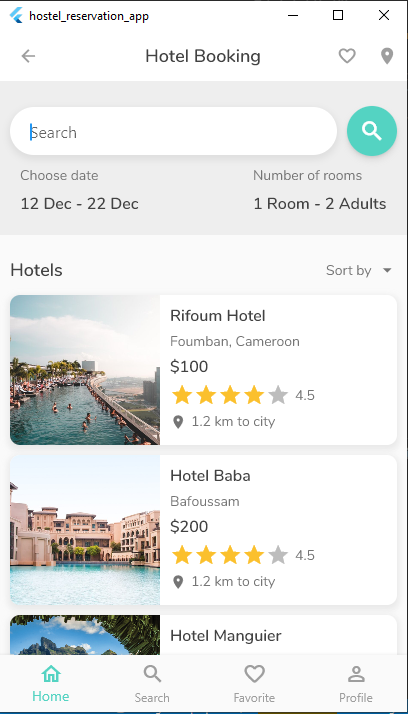 hostel_reservation_app
Hotel Booking
Search
Choose date
Number of rooms
12 Dec - 22 Dec
1 Room - 2 Adults
Hotels
Sort by
Rifoum Hotel
Foumban, Cameroon
$100
4.5
1.2 km to city
Hotel Baba
Bafoussam
$200
4.5
1.2 km to city
Hotel Manguier
Home
Search
Favorite
Profile